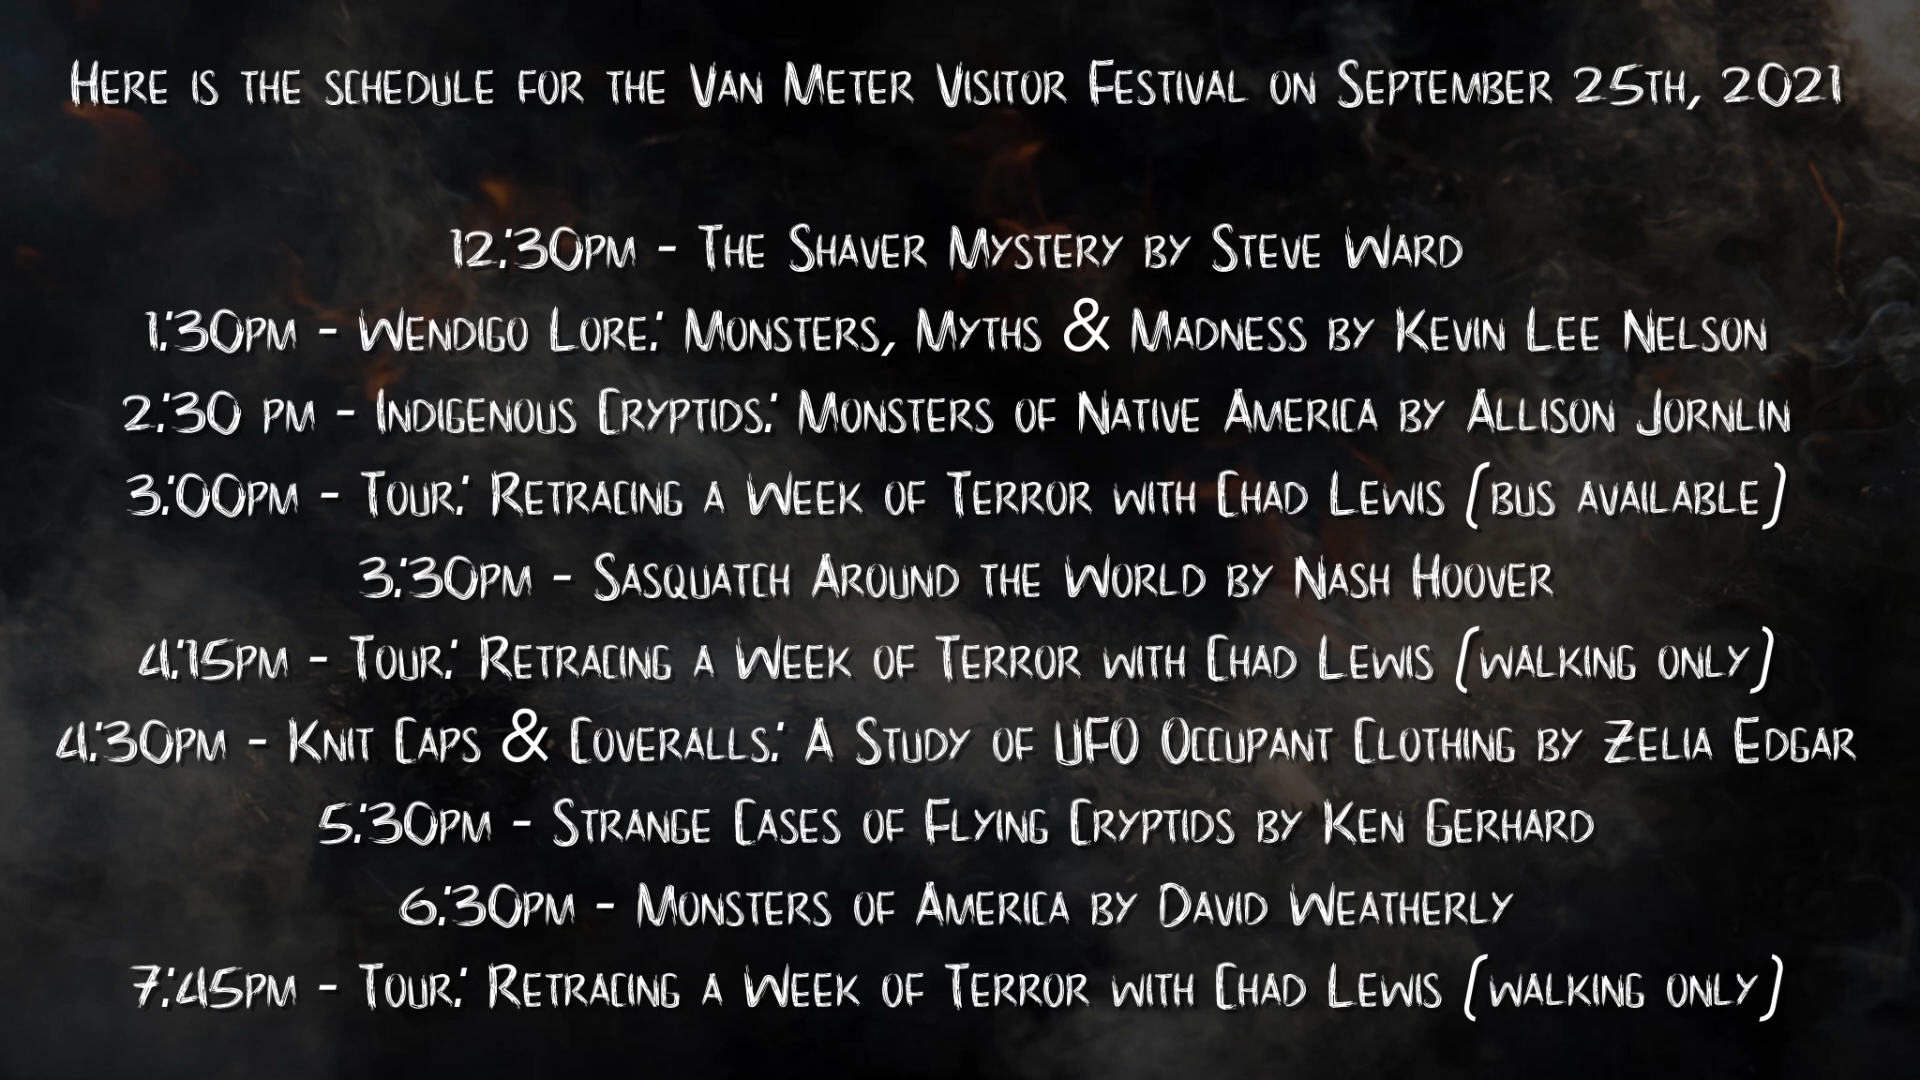 Here is the schedule for the Van Meter Visitor Festival on September 25th, 2021
12:30pm - The Shaver Mystery by Steve Ward
1:30pm - Wendigo Lore: Monsters, Myths & Madness by Kevin Lee Nelson
2:30 pm - Indigenous Cryptids: Monsters of Native America by Allison Jornlin
3:00pm - Tour: Retracing a Week of Terror with Chad Lewis (bus available)
3:30pm - Sasquatch Around the World by Nash Hoover
4:15pm - Tour: Retracing a Week of Terror with Chad Lewis (walking only)
4:30pm - Knit Caps & Coveralls: A Study of UFO Occupant Clothing by Zelia Edgar
5:30pm - Strange Cases of Flying Cryptids by Ken Gerhard
6:30pm - Monsters of America by David Weatherly
7:45pm - Tour: Retracing a Week of Terror with Chad Lewis (walking only)